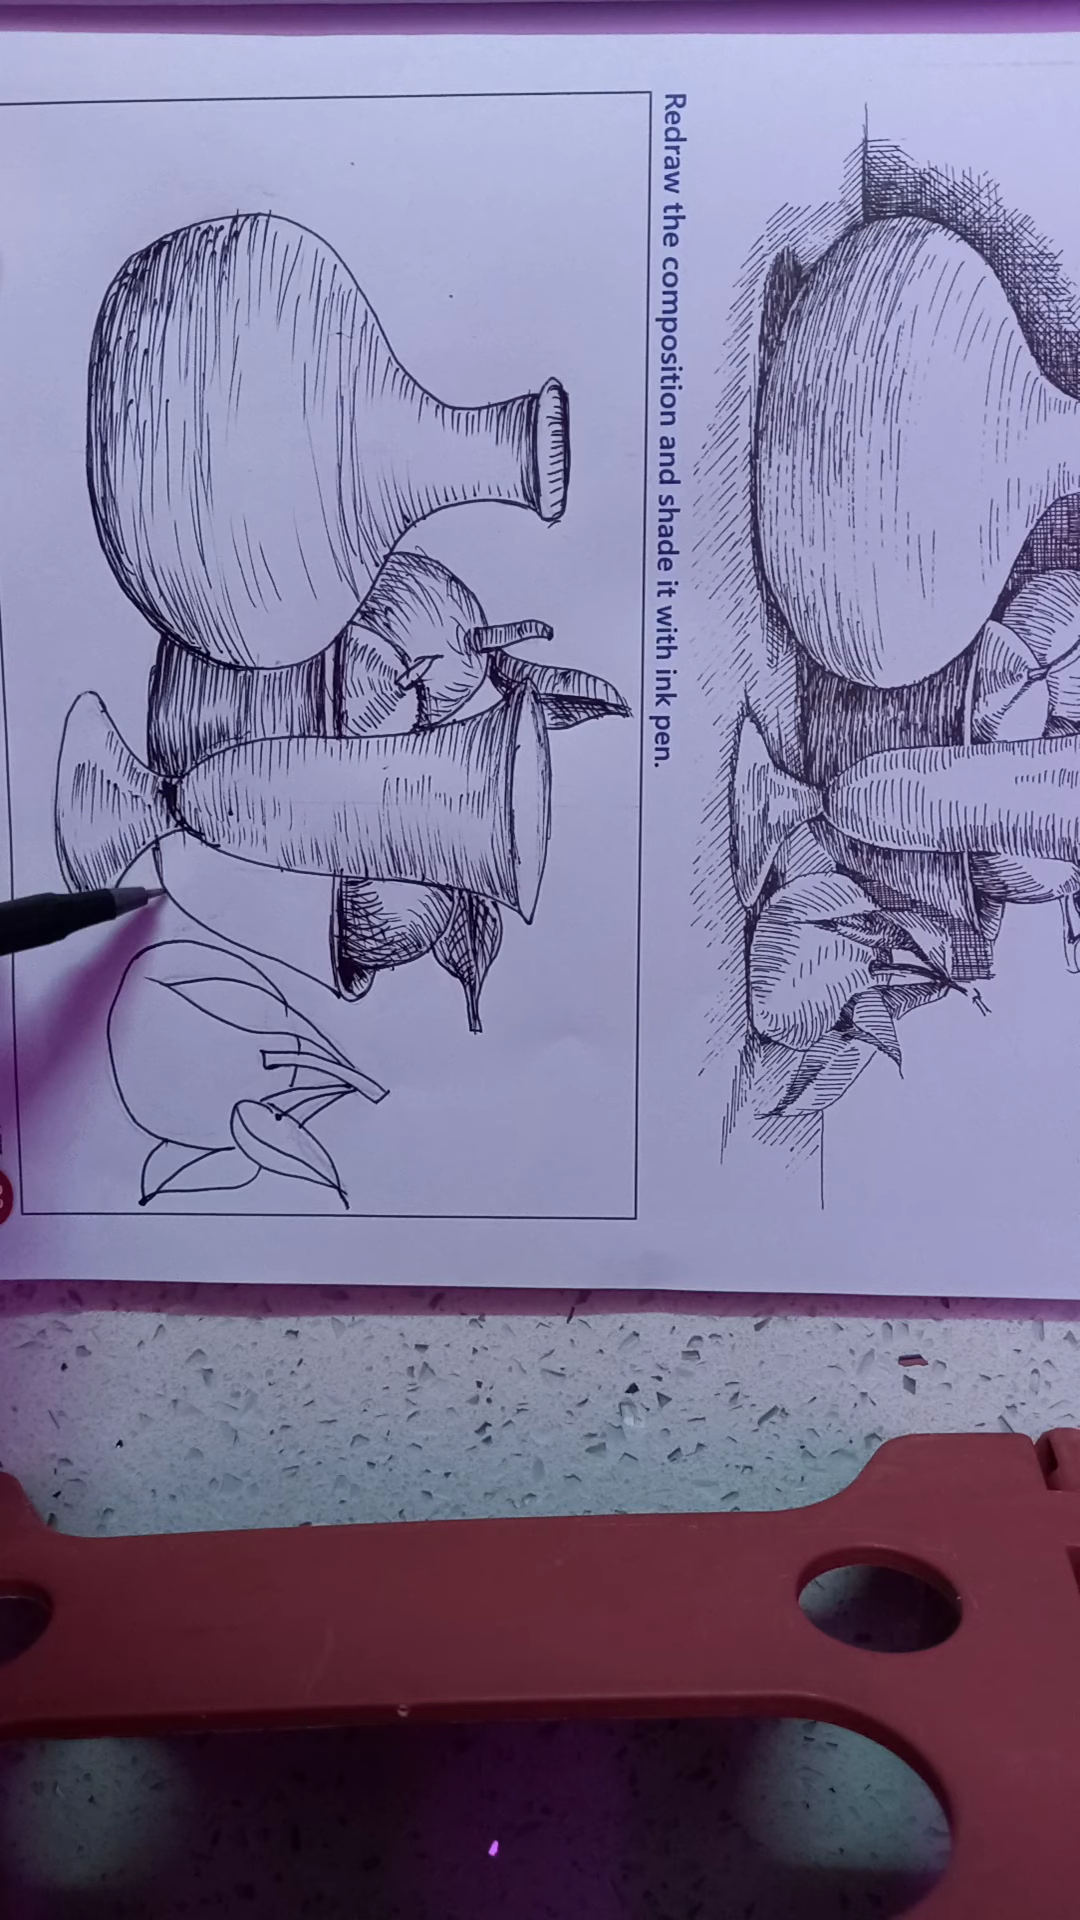 Redraw the composition and shade it with ink pen.